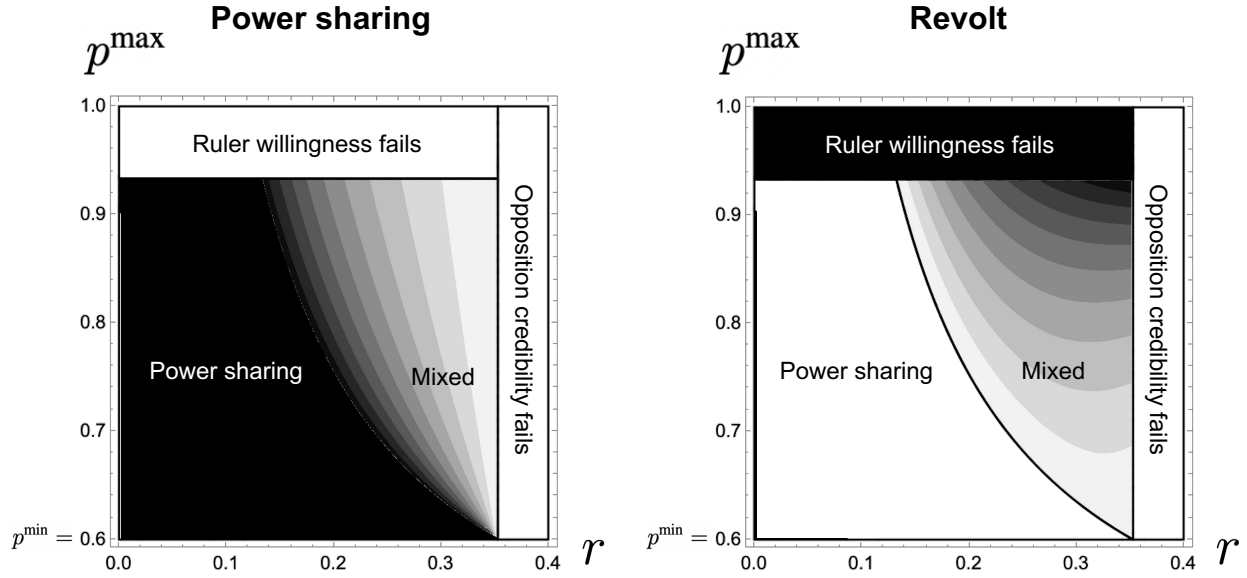 Power sharing
p^max
1.0
Ruler willingness fails
0.9
0.8
Power sharing
Mixed
0.7
p^min = 0.6
0.0 0.1 0.2 0.3 0.4
r
Opposition credibility fails
Revolt
p^max
1.0
Ruler willingness fails
0.9
0.8
Power sharing
Mixed
0.7
p^min = 0.6
0.0 0.1 0.2 0.3 0.4
r
Opposition credibility fails